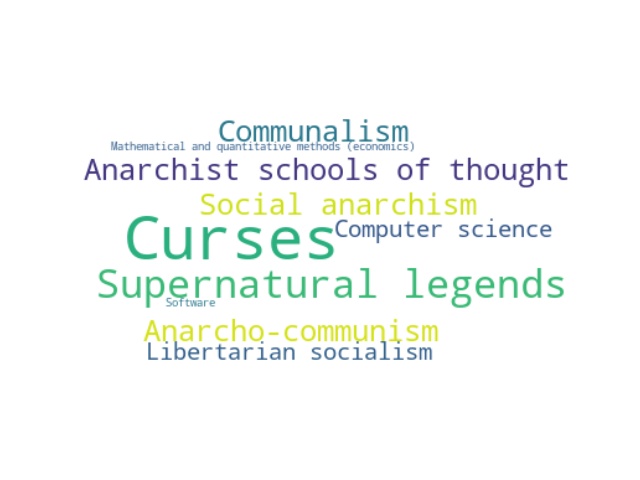 Communalism
Mathematical and quantitative methods (economics)
Anarchist schools of thought
Social anarchism
Curses
Computer science
Supernatural legends
Software
Anarcho-communism
Libertarian socialism